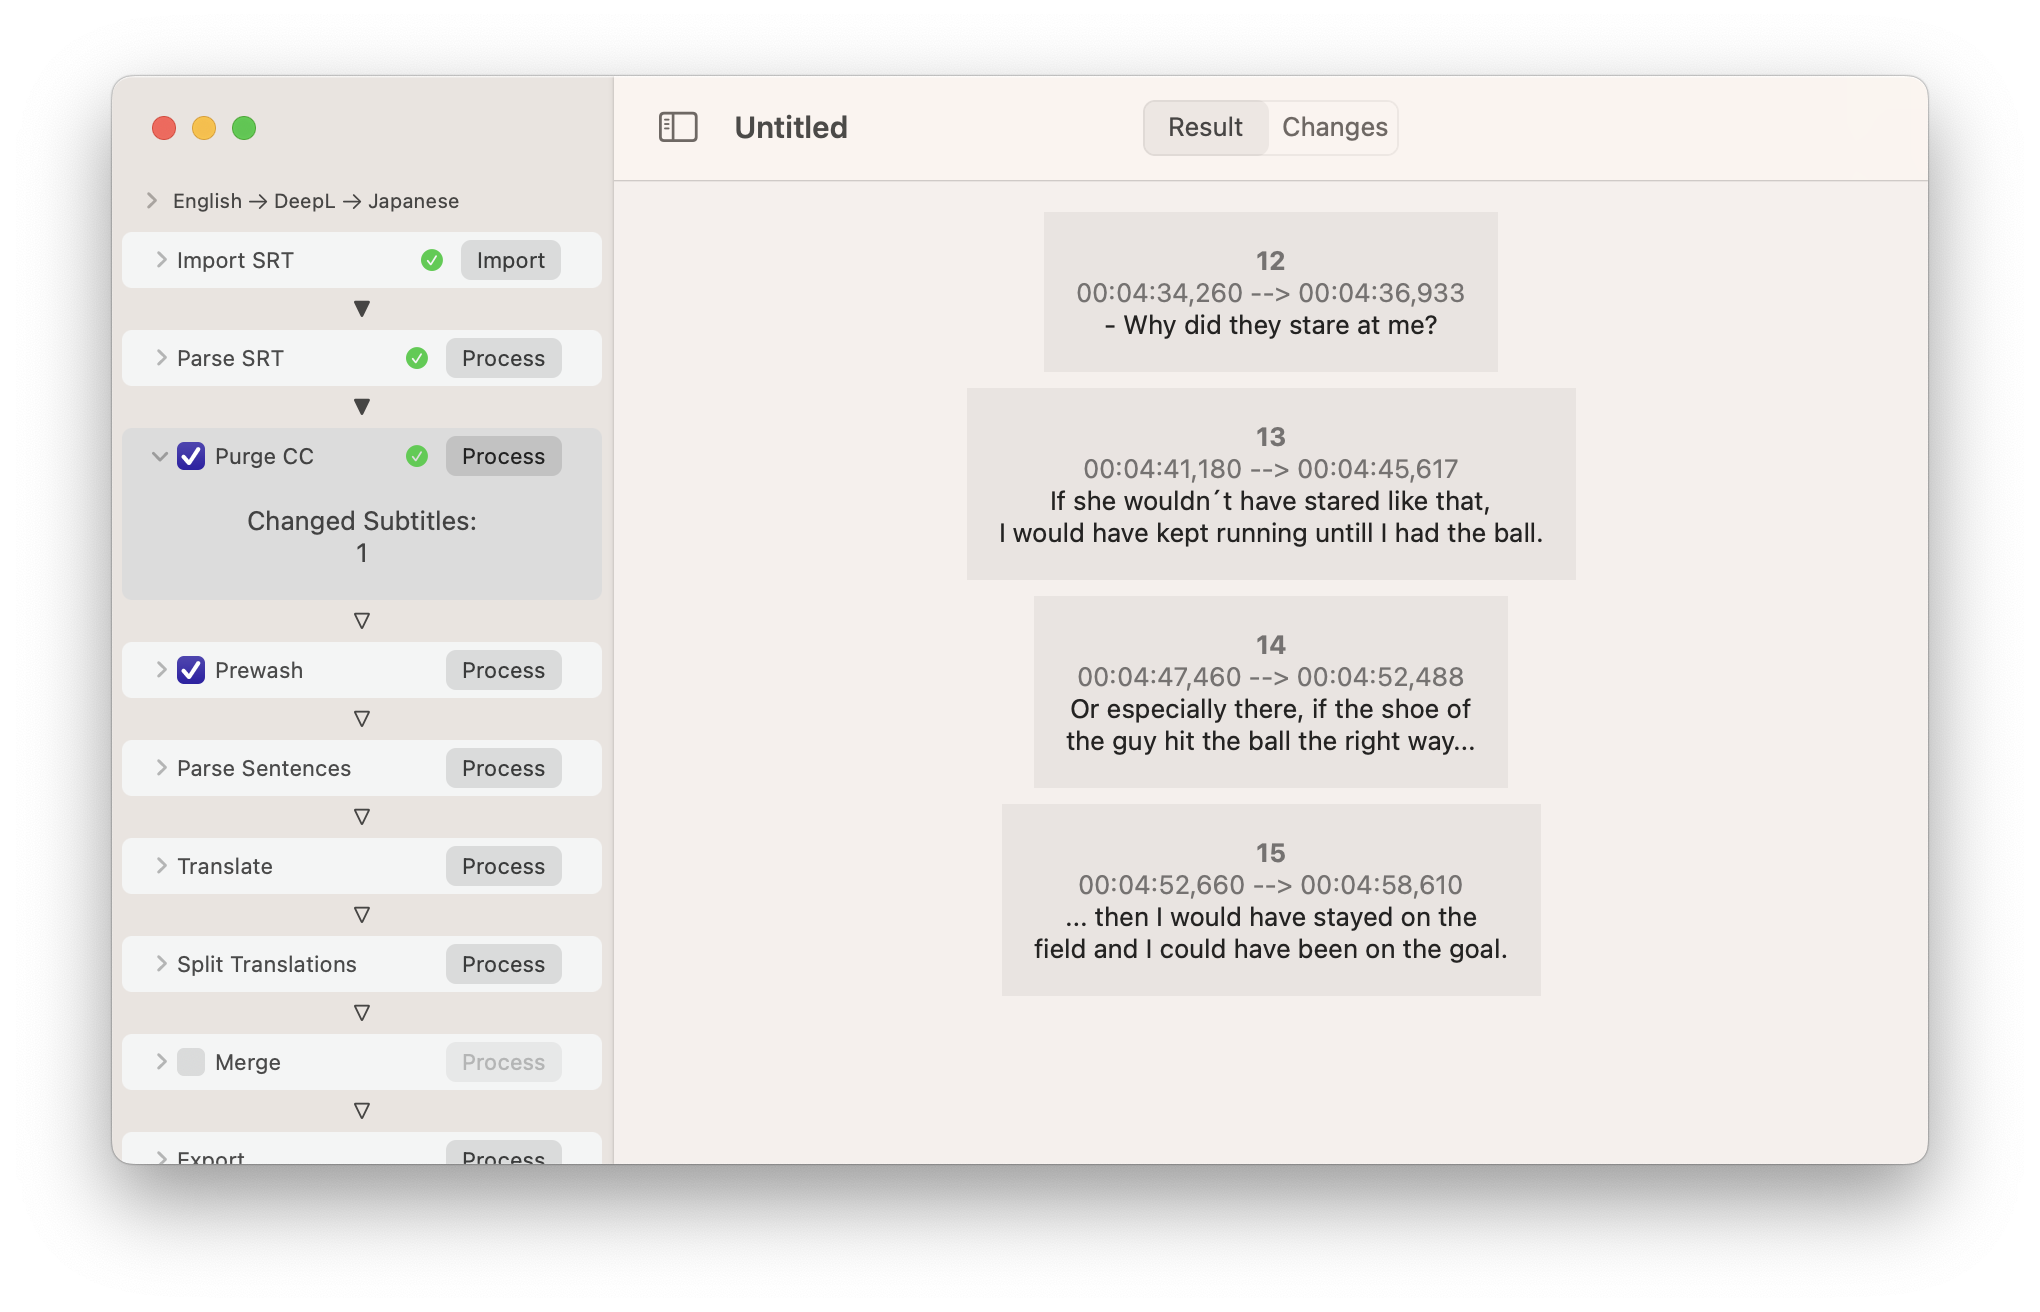 English → DeepL → Japanese
Import SRT Import
Parse SRT Process
Purge CC Process
Changed Subtitles:
1
Prewash Process
Parse Sentences Process
Translate Process
Split Translations Process
Merge Process
Export Process
Untitled
Result Changes
12
00:04:34,260 --> 00:04:36,933
- Why did they stare at me?
13
00:04:41,180 --> 00:04:45,617
If she wouldn´t have stared like that,
I would have kept running untill I had the ball.
14
00:04:47,460 --> 00:04:52,488
Or especially there, if the shoe of
the guy hit the ball the right way...
15
00:04:52,660 --> 00:04:58,610
... then I would have stayed on the
field and I could have been on the goal.